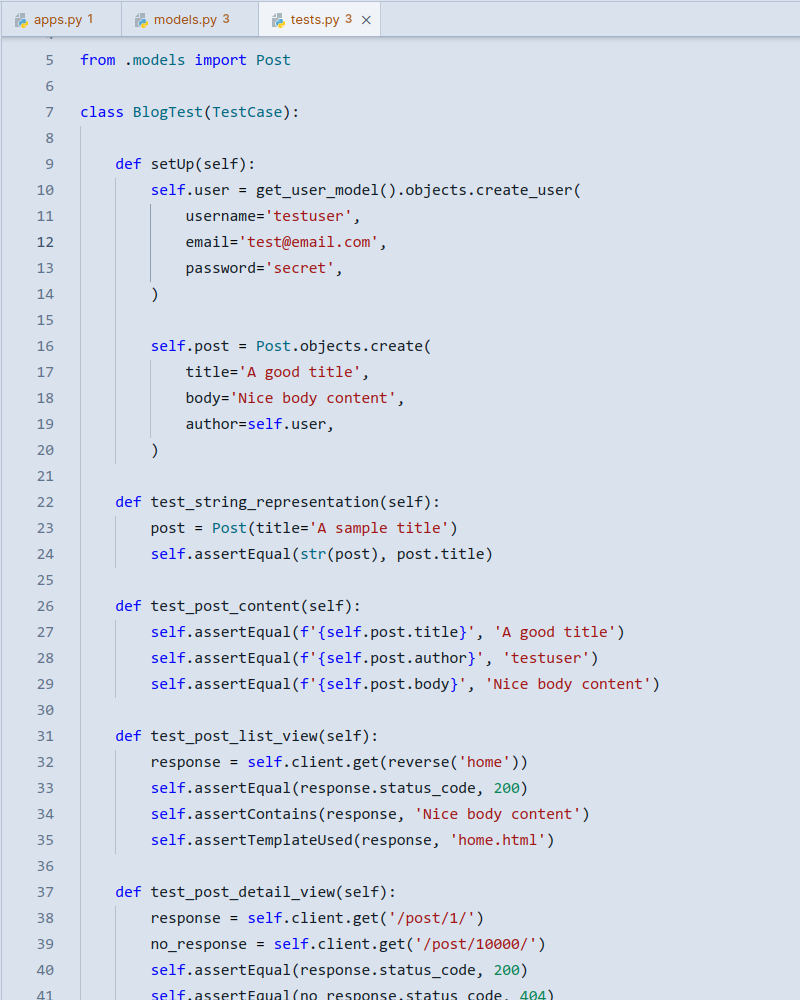 apps.py 1
models.py 3
tests.py 3
5 from .models import Post
6
7 class BlogTest(TestCase):
8
9     def setUp(self):
10         self.user = get_user_model().objects.create_user(
11             username='testuser',
12             email='test@email.com',
13             password='secret',
14         )
15
16         self.post = Post.objects.create(
17             title='A good title',
18             body='Nice body content',
19             author=self.user,
20         )
21
22     def test_string_representation(self):
23         post = Post(title='A sample title')
24         self.assertEqual(str(post), post.title)
25
26     def test_post_content(self):
27         self.assertEqual(f'{self.post.title}', 'A good title')
28         self.assertEqual(f'{self.post.author}', 'testuser')
29         self.assertEqual(f'{self.post.body}', 'Nice body content')
30
31     def test_post_list_view(self):
32         response = self.client.get(reverse('home'))
33         self.assertEqual(response.status_code, 200)
34         self.assertContains(response, 'Nice body content')
35         self.assertTemplateUsed(response, 'home.html')
36
37     def test_post_detail_view(self):
38         response = self.client.get('/post/1/')
39         no_response = self.client.get('/post/10000/')
40         self.assertEqual(response.status_code, 200)
41         self.assertEqual(no_response.status_code, 404)